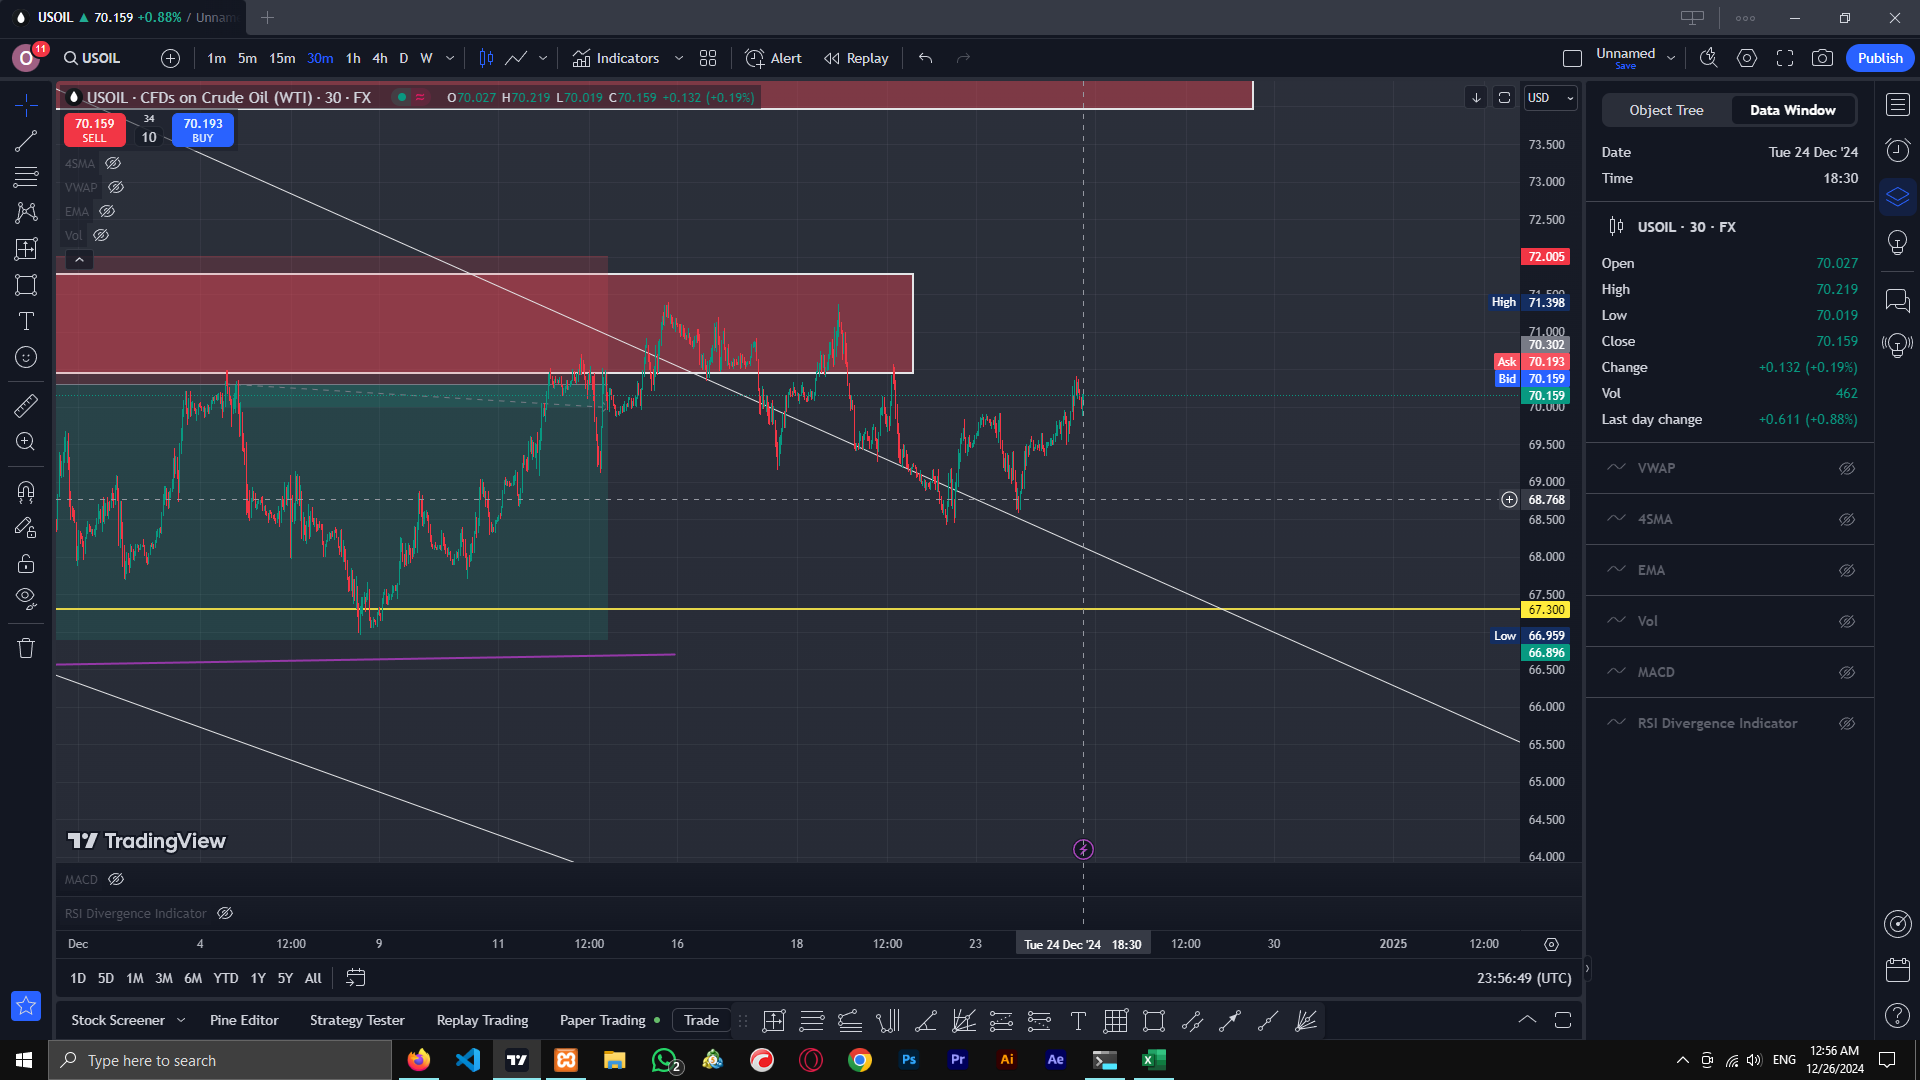 USOIL ▲ 70.159 +0.88% / Unnam
O 11 USOIL 1m 5m 15m 30m 1h 4h D W Indicators Alert Replay Unnamed Save Publish
USOIL · CFDs on Crude Oil (WTI) · 30 · FX O70.027 H70.219 L70.019 C70.159 +0.132 (+0.19%)
70.159 SELL 34 10 70.193 BUY
4SMA
VWAP
EMA
Vol
USD
73.500
73.000
72.500
72.005
High 71.398
71.000
70.302
Ask 70.193
Bid 70.159
70.159
70.000
69.500
69.000
68.768
68.500
68.000
67.500
67.300
Low 66.959
66.896
66.500
66.000
65.500
65.000
64.500
64.000
TradingView
MACD
RSI Divergence Indicator
Dec 4 12:00 9 11 12:00 16 18 12:00 23 Tue 24 Dec '24 18:30 12:00 30 2025 12:00
1D 5D 1M 3M 6M YTD 1Y 5Y All 23:56:49 (UTC)
Stock Screener Pine Editor Strategy Tester Replay Trading Paper Trading Trade
Object Tree Data Window
Date Tue 24 Dec '24
Time 18:30
USOIL · 30 · FX
Open 70.027
High 70.219
Low 70.019
Close 70.159
Change +0.132 (+0.19%)
Vol 462
Last day change +0.611 (+0.88%)
VWAP
4SMA
EMA
Vol
MACD
RSI Divergence Indicator
Type here to search 2 Ps Pr Ai Ae ENG 12:56 AM
12/26/2024